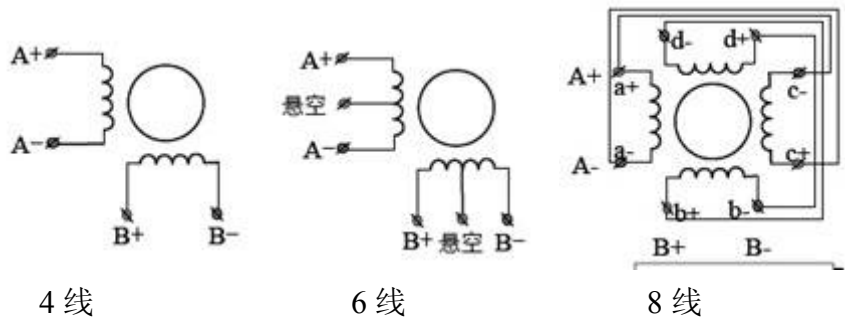 A+
A-
B+ B-
4 线
A+
悬空
A-
B+ 悬空 B-
6 线
d- d+
A+ a+ c-
A- a- c+
b+ b-
B+ B-
8 线